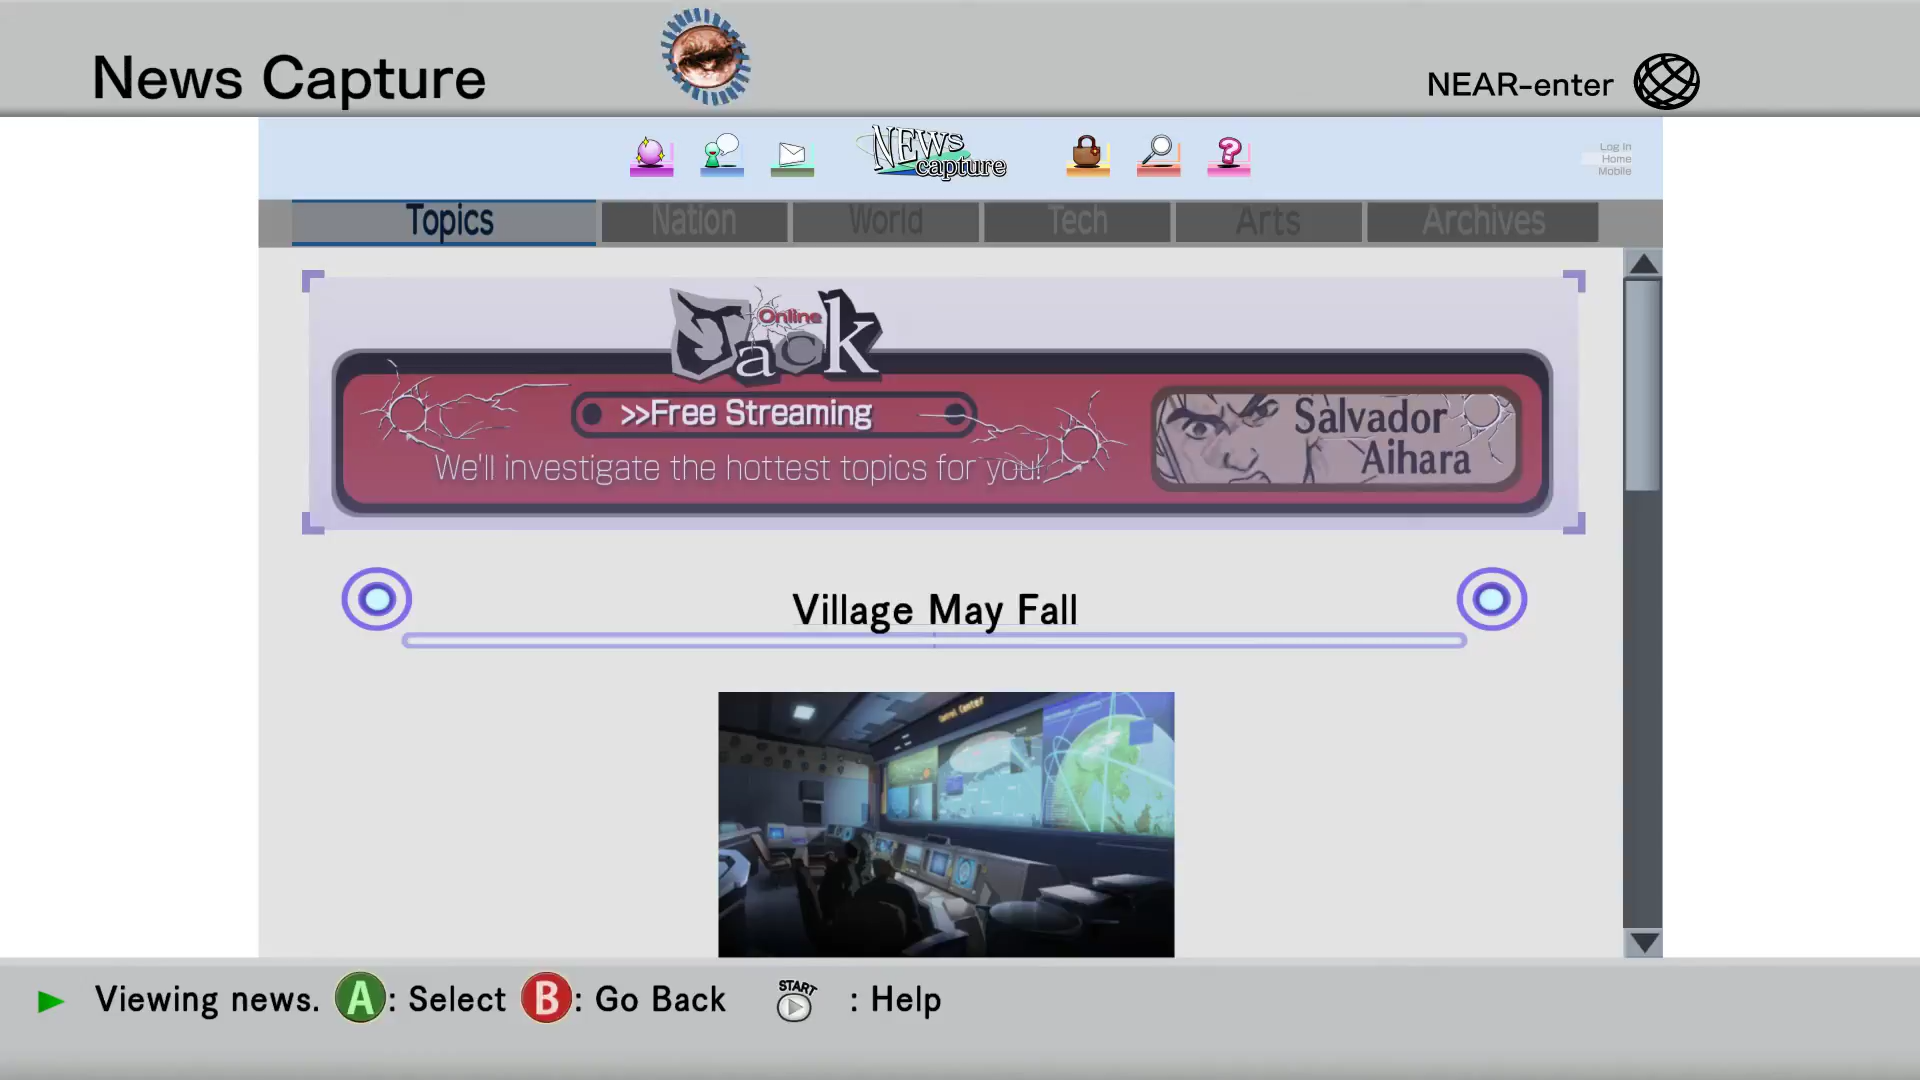 News Capture
NEAR-enter
NEWS
capture
Log In
Home
Mobile
Topics
Nation
World
Tech
Arts
Archives
Online
Jack
>>Free Streaming
We'll investigate the hottest topics for you!
Salvador
Aihara
Village May Fall
Center
Viewing news. A : Select B : Go Back START : Help